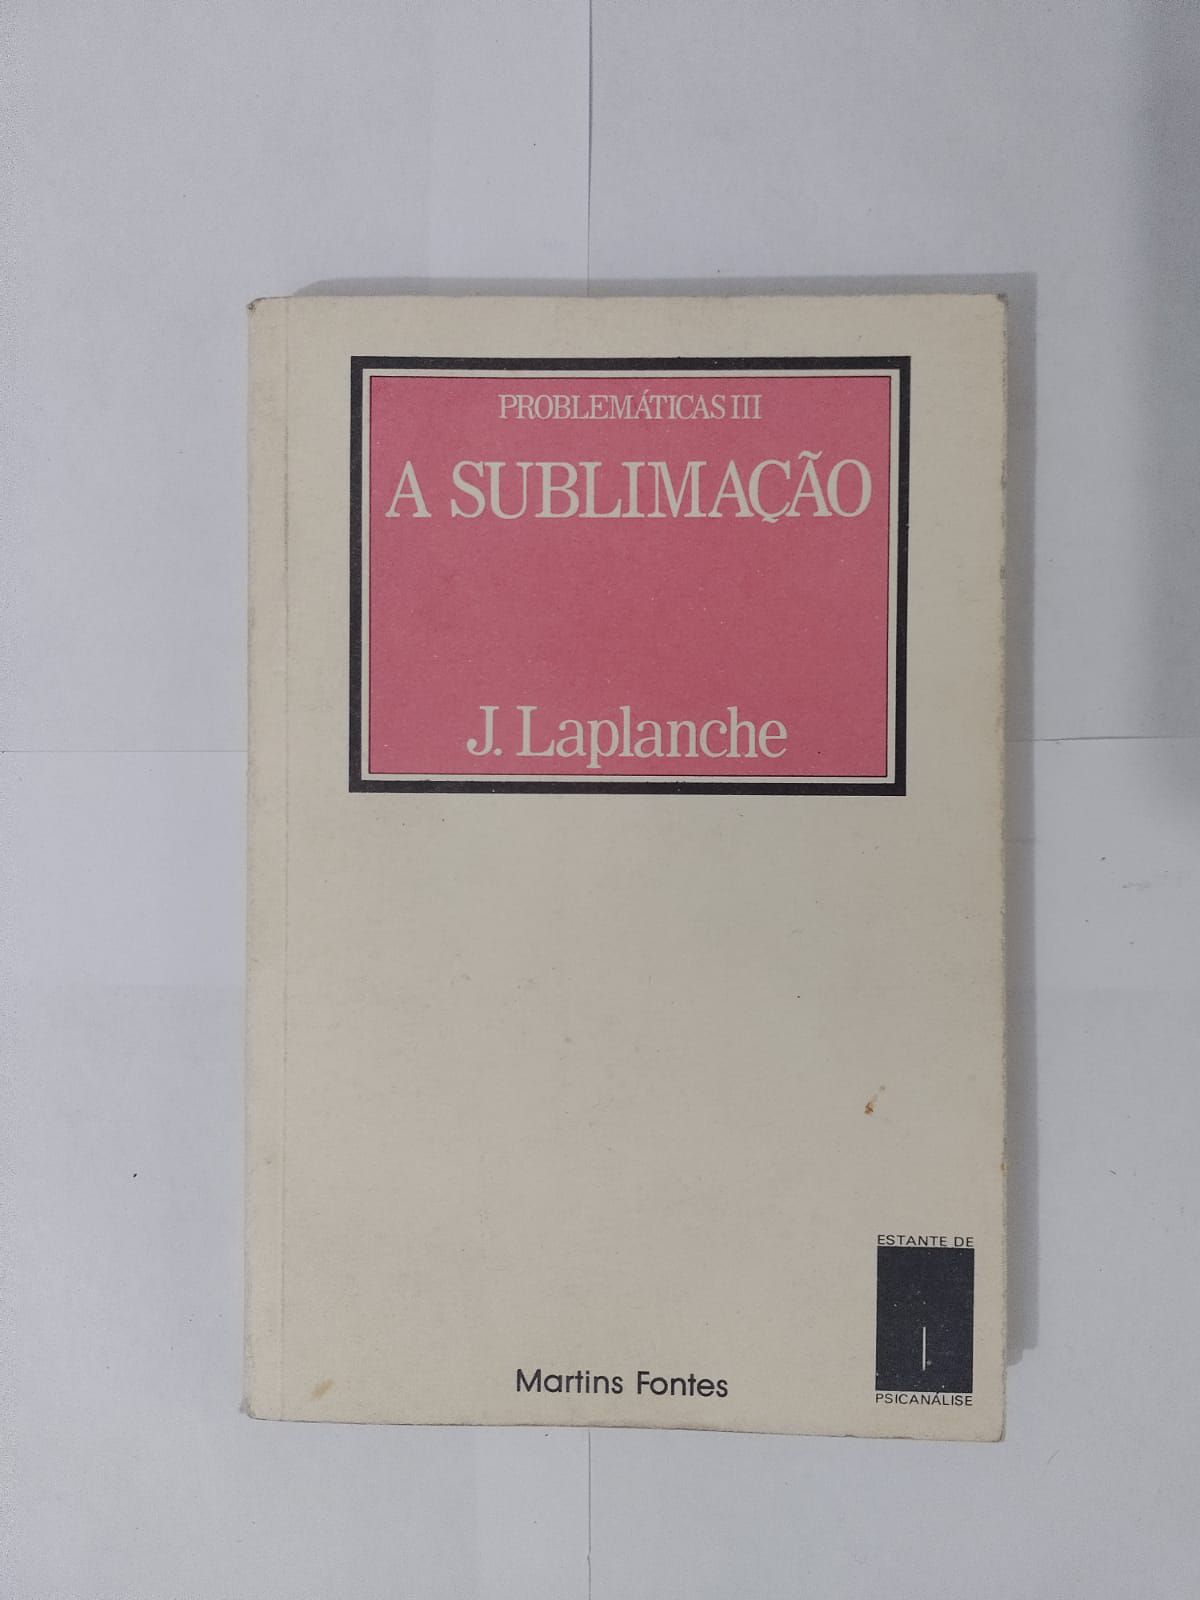 PROBLEMÁTICAS III
A SUBLIMAÇÃO
J. Laplanche
ESTANTE DE
PSICANÁLISE
Martins Fontes